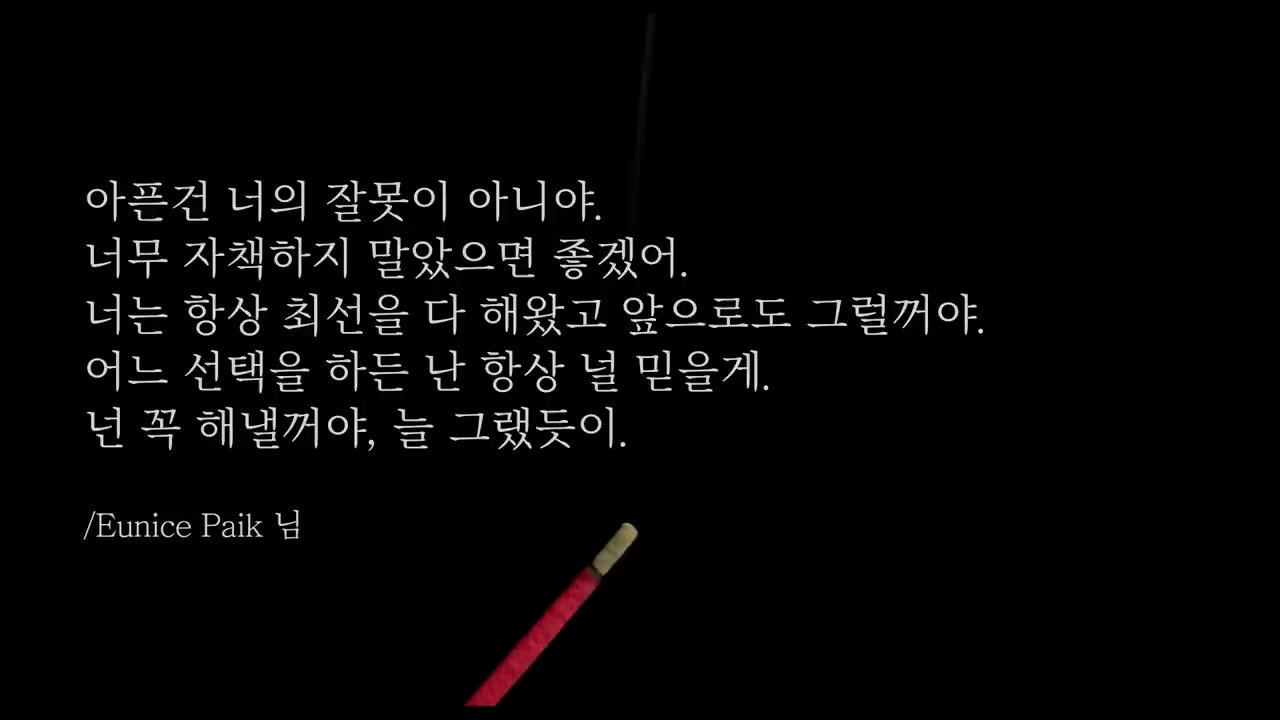 아픈건 너의 잘못이 아니야.
너무 자책하지 말았으면 좋겠어.
너는 항상 최선을 다 해왔고 앞으로도 그럴꺼야.
어느 선택을 하든 난 항상 널 믿을게.
넌 꼭 해낼꺼야, 늘 그랬듯이.
/Eunice Paik 님